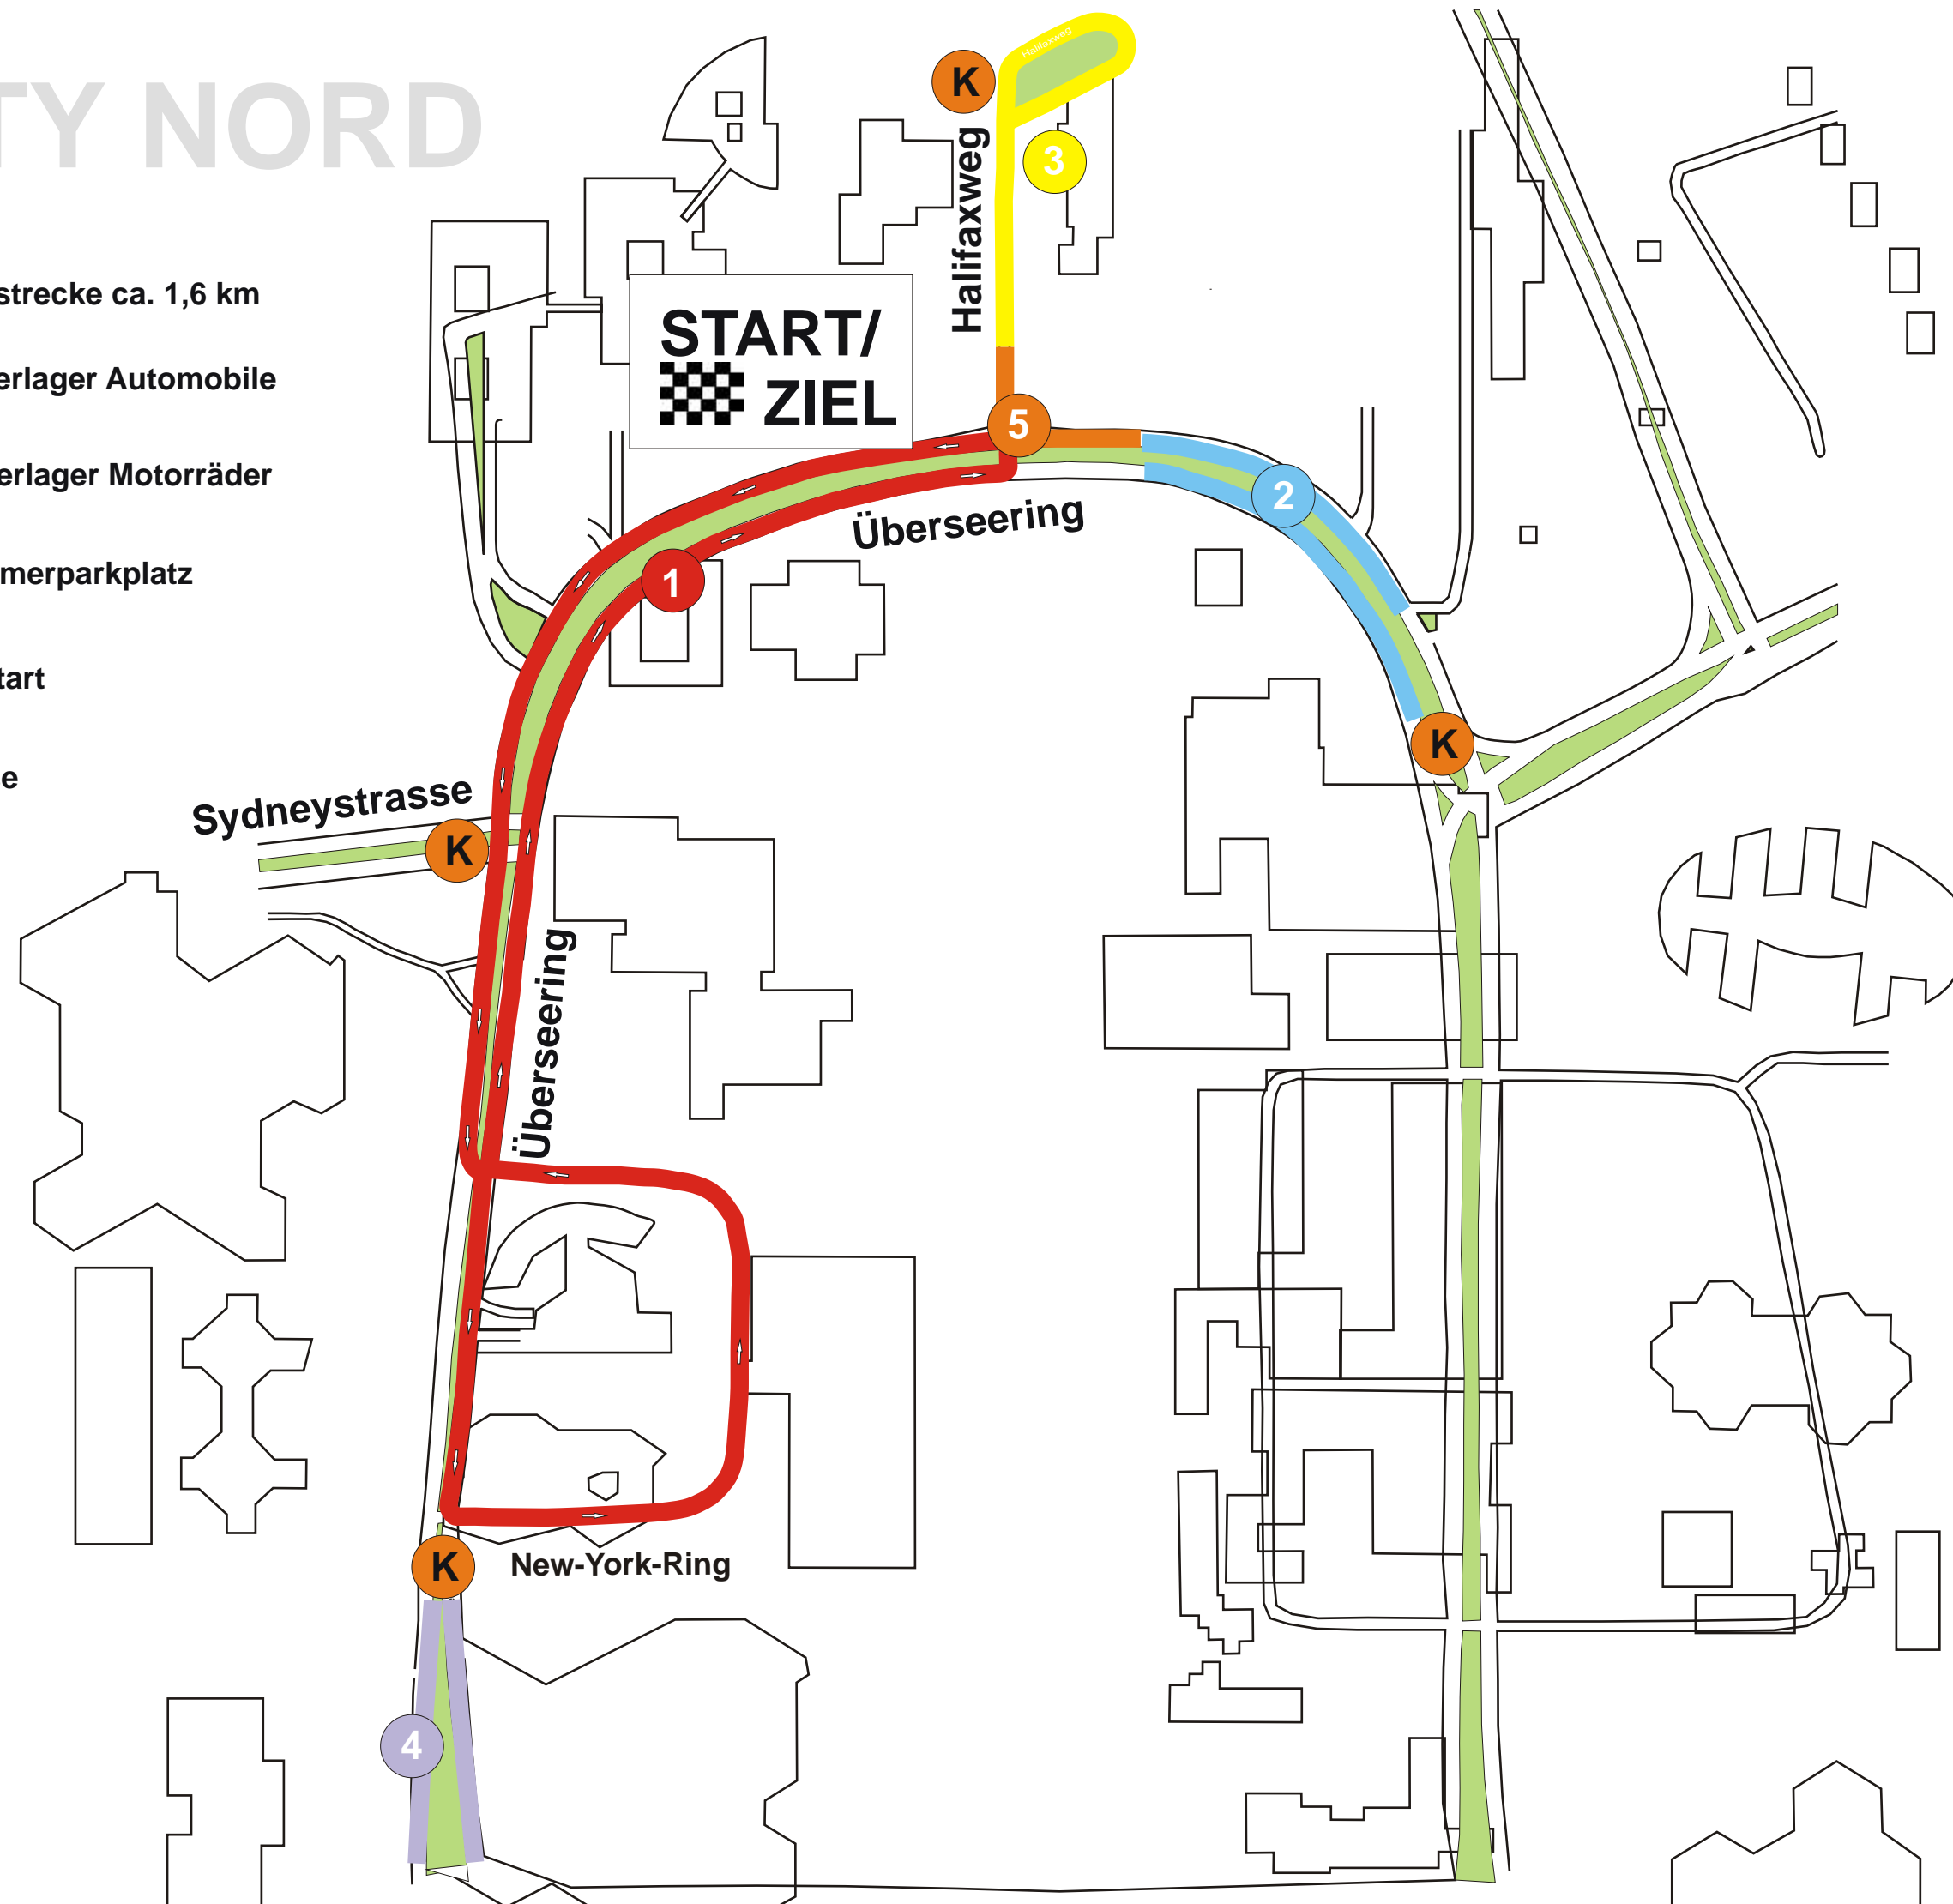 TY NORD
strecke ca. 1,6 km
erlager Automobile
erlager Motorräder
merparkplatz
tart
e
START/
ZIEL
Halifaxweg
K
Halifaxweg
3
5
2
Überseering
1
K
Sydneystrasse
K
Überseering
K
New-York-Ring
4